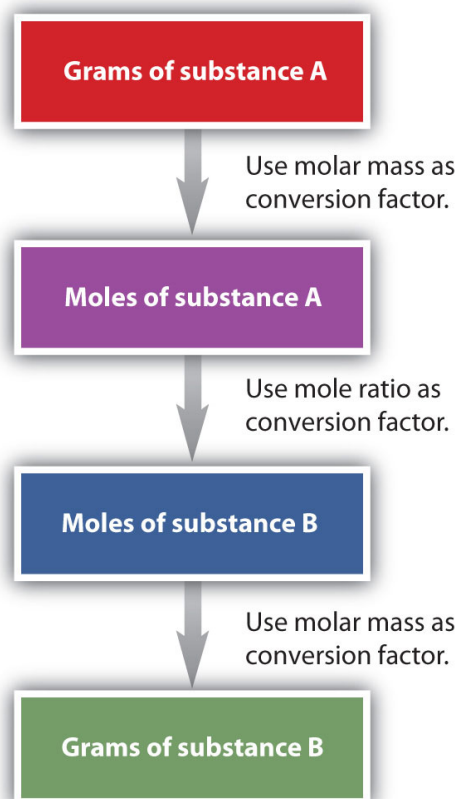 Grams of substance A
Use molar mass as
conversion factor.
Moles of substance A
Use mole ratio as
conversion factor.
Moles of substance B
Use molar mass as
conversion factor.
Grams of substance B